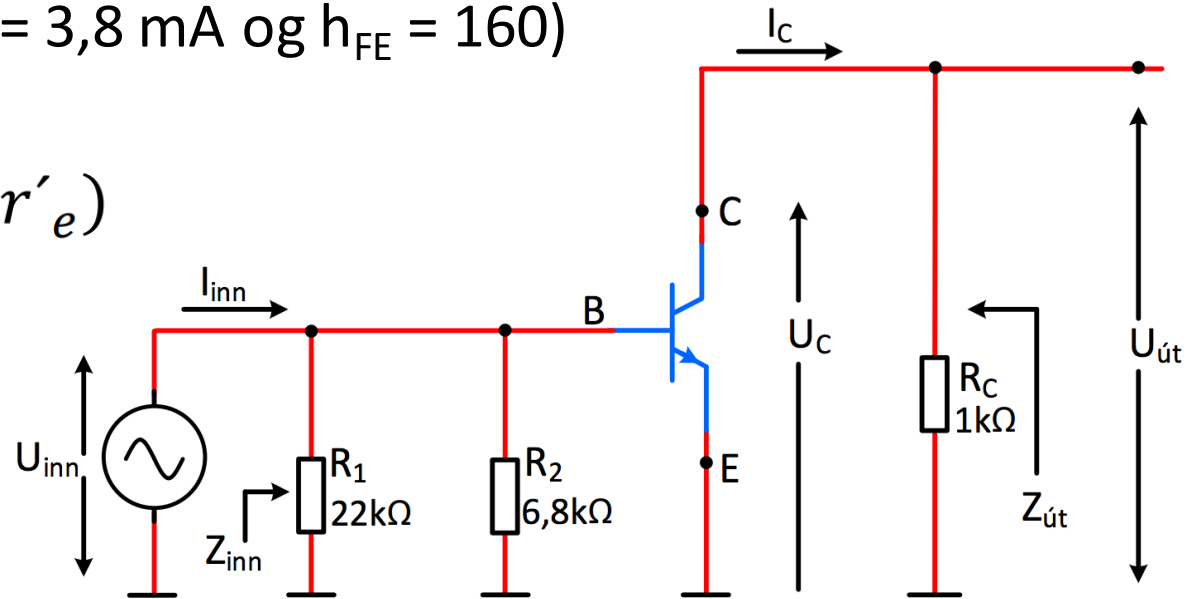 = 3,8 mA og hFE = 160)
IC
r´e)
C
Iinn
B
UC
Uút
RC
1kΩ
Uinn
R1
22kΩ
R2
6,8kΩ
E
Zinn
Zút